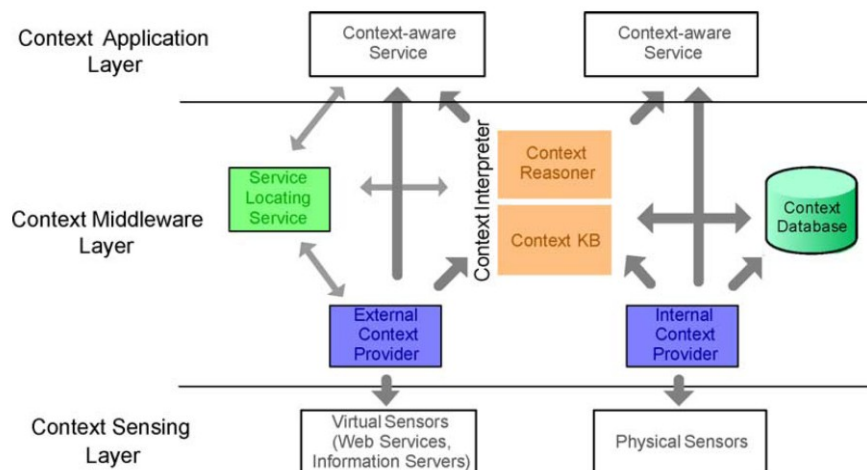 Context Application
Layer
Context-aware
Service
Context-aware
Service
Context Middleware
Layer
Service
Locating
Service
Context Interpreter
Context
Reasoner
Context KB
Context
Database
External
Context
Provider
Internal
Context
Provider
Context Sensing
Layer
Virtual Sensors
(Web Services,
Information Servers)
Physical Sensors